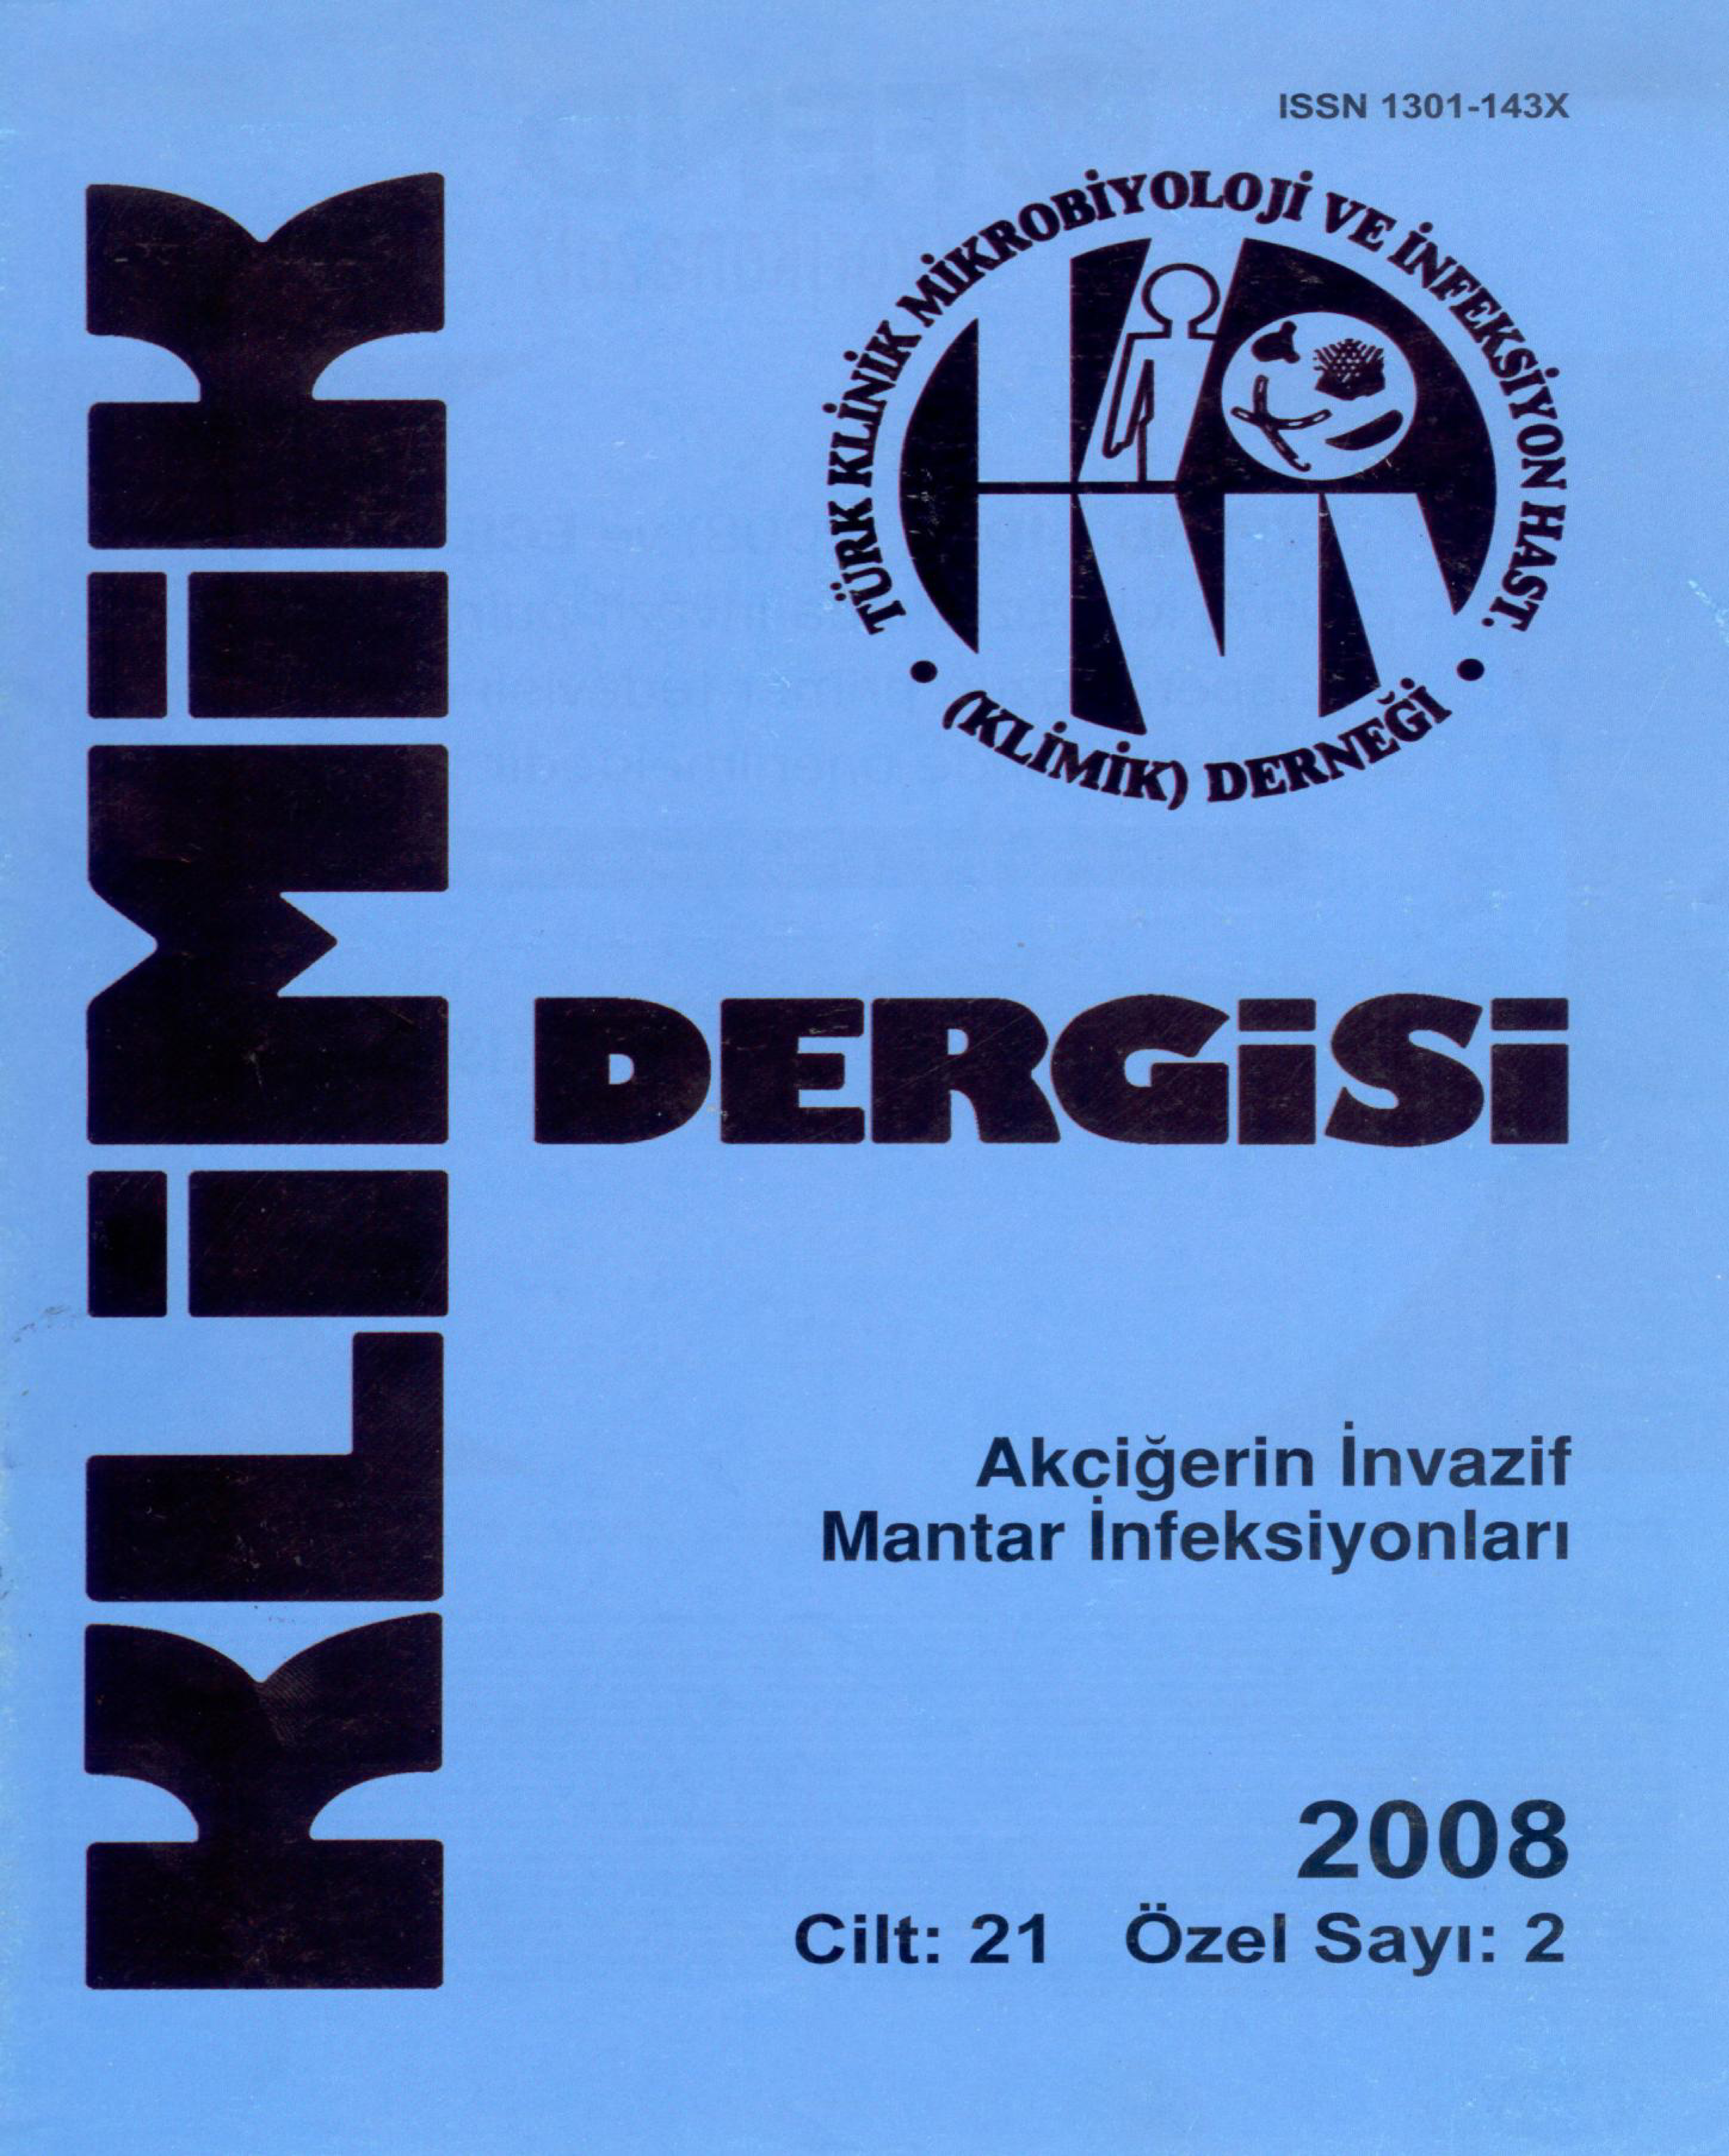 ISSN 1301-143X
TÜRK KLİNİK MİKROBİYOLOJİ VE İNFEKSİYON HAST.
(KLİMİK) DERNEĞİ
KLİMİK
DERGİSİ
Akciğerin İnvazif
Mantar İnfeksiyonları
2008
Cilt: 21 Özel Sayı: 2